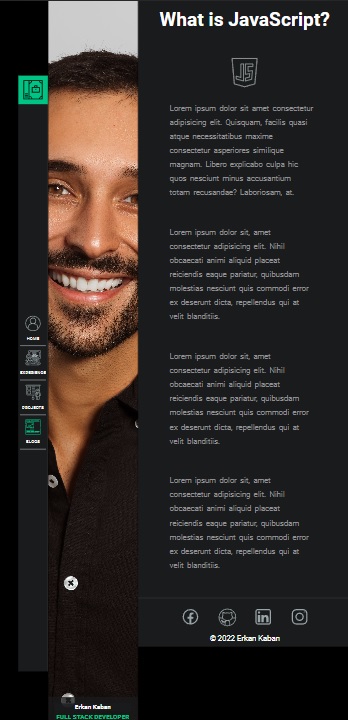 What is JavaScript?
JS
Lorem ipsum dolor sit amet consectetur
adipisicing elit. Quisquam, facilis quasi
atque necessitatibus maxime
consectetur asperiores similique
magnam. Libero explicabo culpa hic
quos nesciunt minus accusantium
totam recusandae? Laboriosam, at.
Lorem ipsum dolor sit, amet
consectetur adipisicing elit. Nihil
obcaecati animi aliquid placeat
reiciendis eaque pariatur, quibusdam
molestias nesciunt quis commodi error
ex deserunt dicta, repellendus qui at
velit blanditiis.
Lorem ipsum dolor sit, amet
consectetur adipisicing elit. Nihil
obcaecati animi aliquid placeat
reiciendis eaque pariatur, quibusdam
molestias nesciunt quis commodi error
ex deserunt dicta, repellendus qui at
velit blanditiis.
Lorem ipsum dolor sit, amet
consectetur adipisicing elit. Nihil
obcaecati animi aliquid placeat
reiciendis eaque pariatur, quibusdam
molestias nesciunt quis commodi error
ex deserunt dicta, repellendus qui at
velit blanditiis.
© 2022 Erkan Kaban
HOME
EXPERIENCE
PROJECTS
BLOGS
Erkan Kaban
FULL STACK DEVELOPER